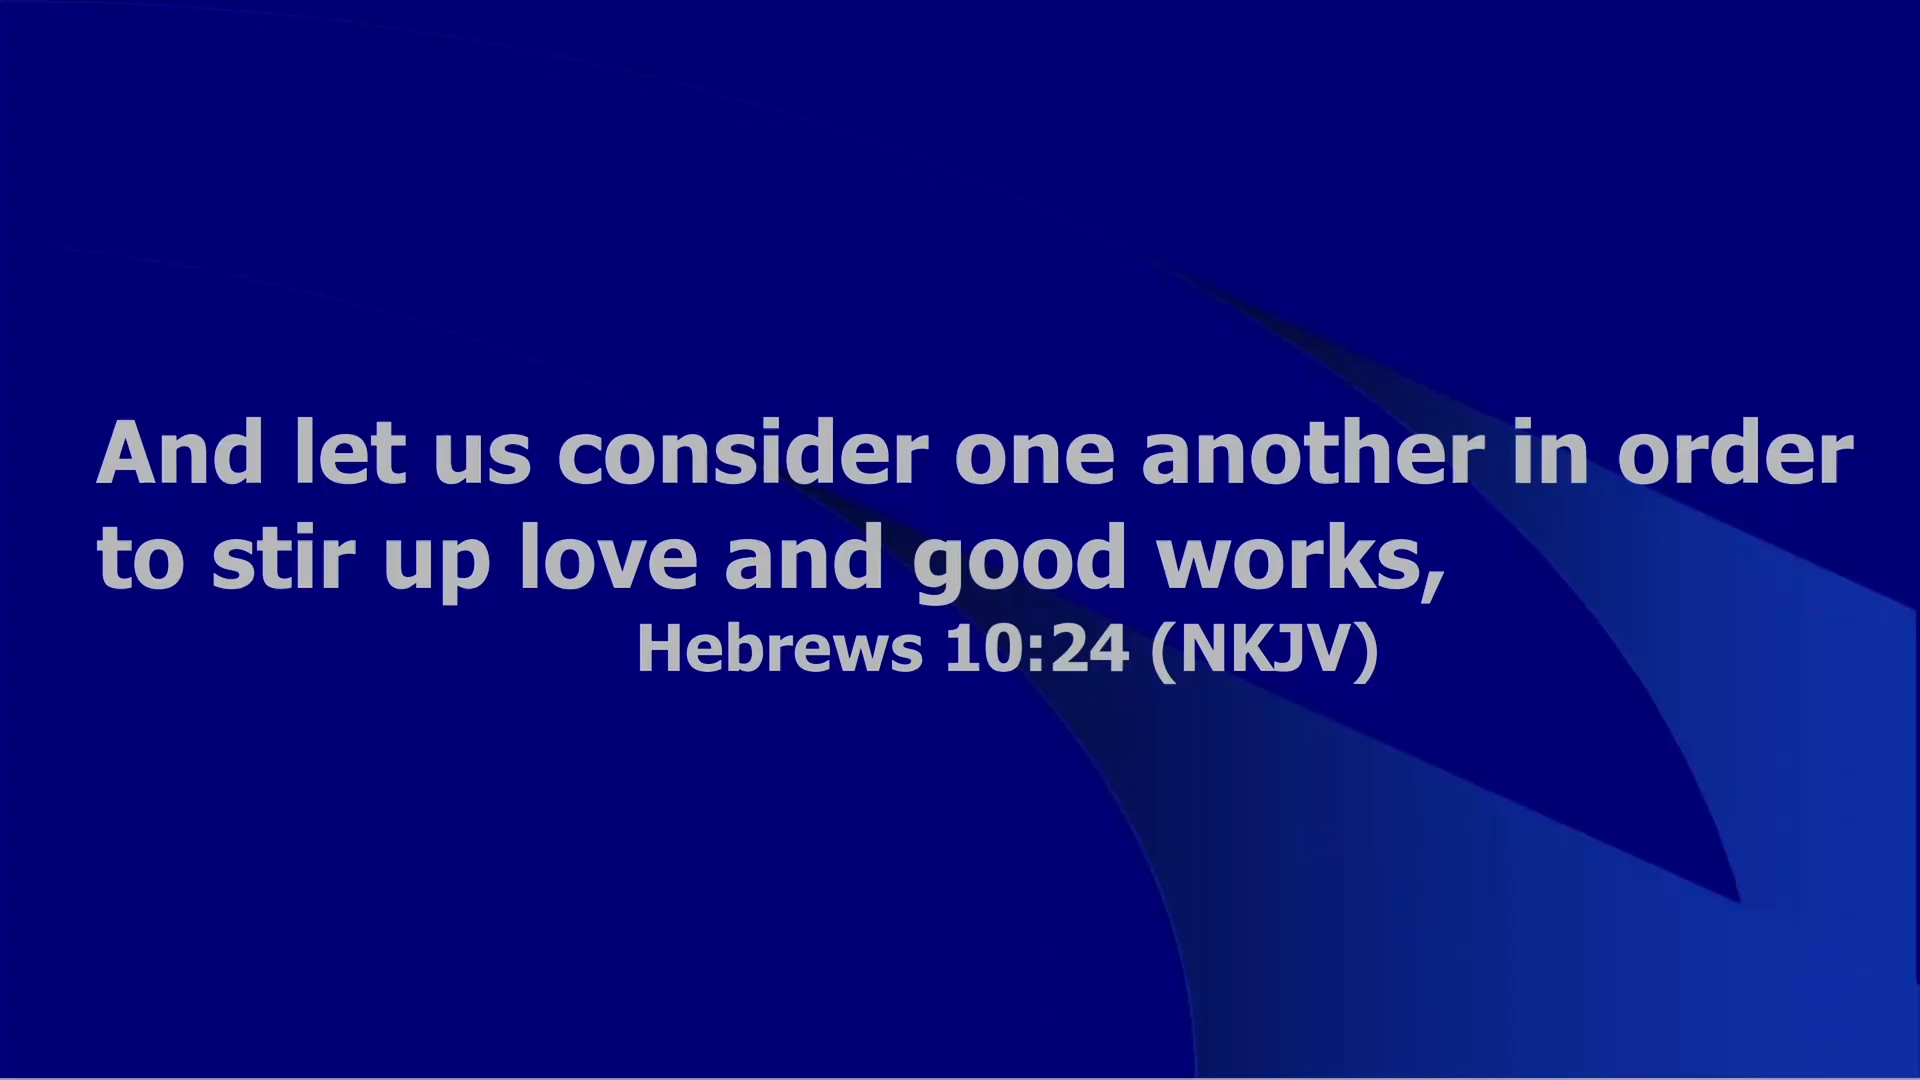 And let us consider one another in order
to stir up love and good works,
Hebrews 10:24 (NKJV)